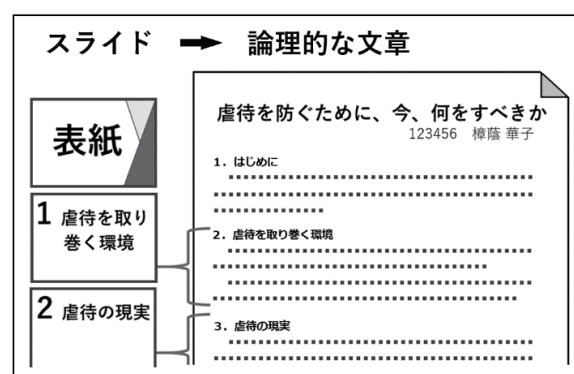 スライド ➡ 論理的な文章
表紙
1 虐待を取り
巻く環境
2 虐待の現実
虐待を防ぐために、今、何をすべきか
123456 樟蔭 華子
1．はじめに
2．虐待を取り巻く環境
3．虐待の現実